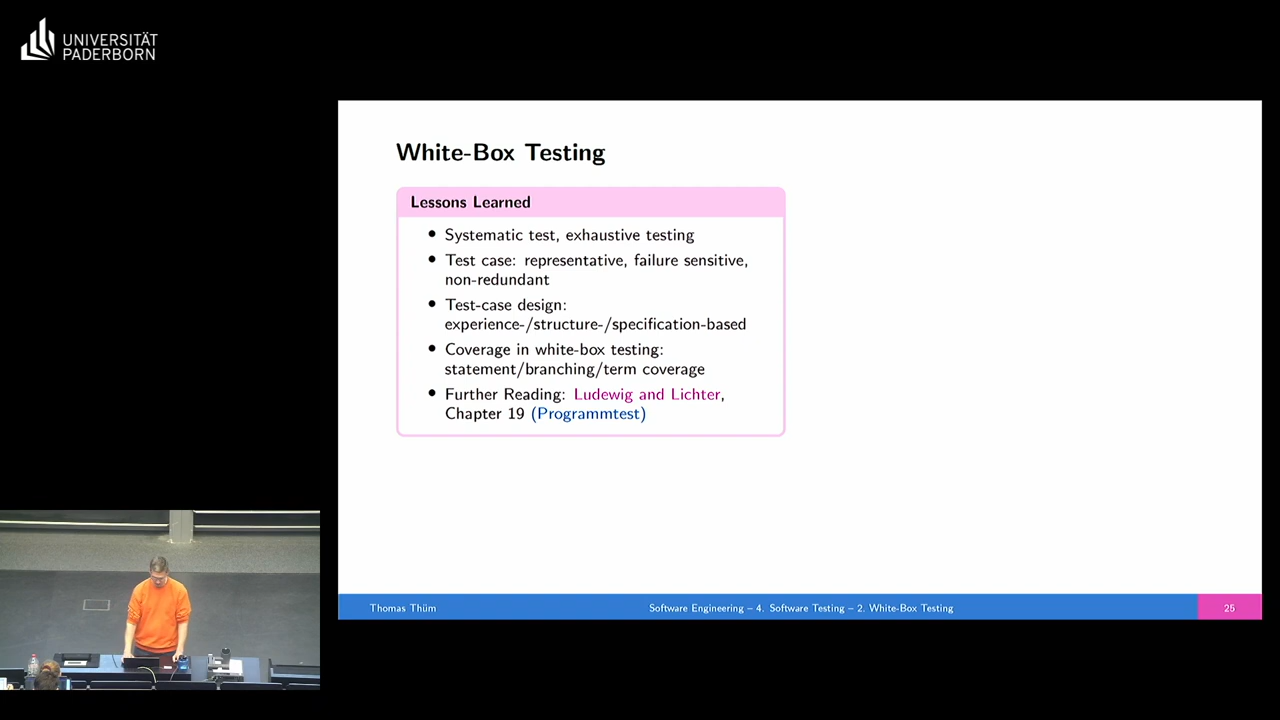 UNIVERSITÄT
PADERBORN
White-Box Testing
Lessons Learned
• Systematic test, exhaustive testing
• Test case: representative, failure sensitive,
non-redundant
• Test-case design:
experience-/structure-/specification-based
• Coverage in white-box testing:
statement/branching/term coverage
• Further Reading: Ludewig and Lichter,
Chapter 19 (Programmtest)
Thomas Thüm
Software Engineering – 4. Software Testing – 2. White-Box Testing
25